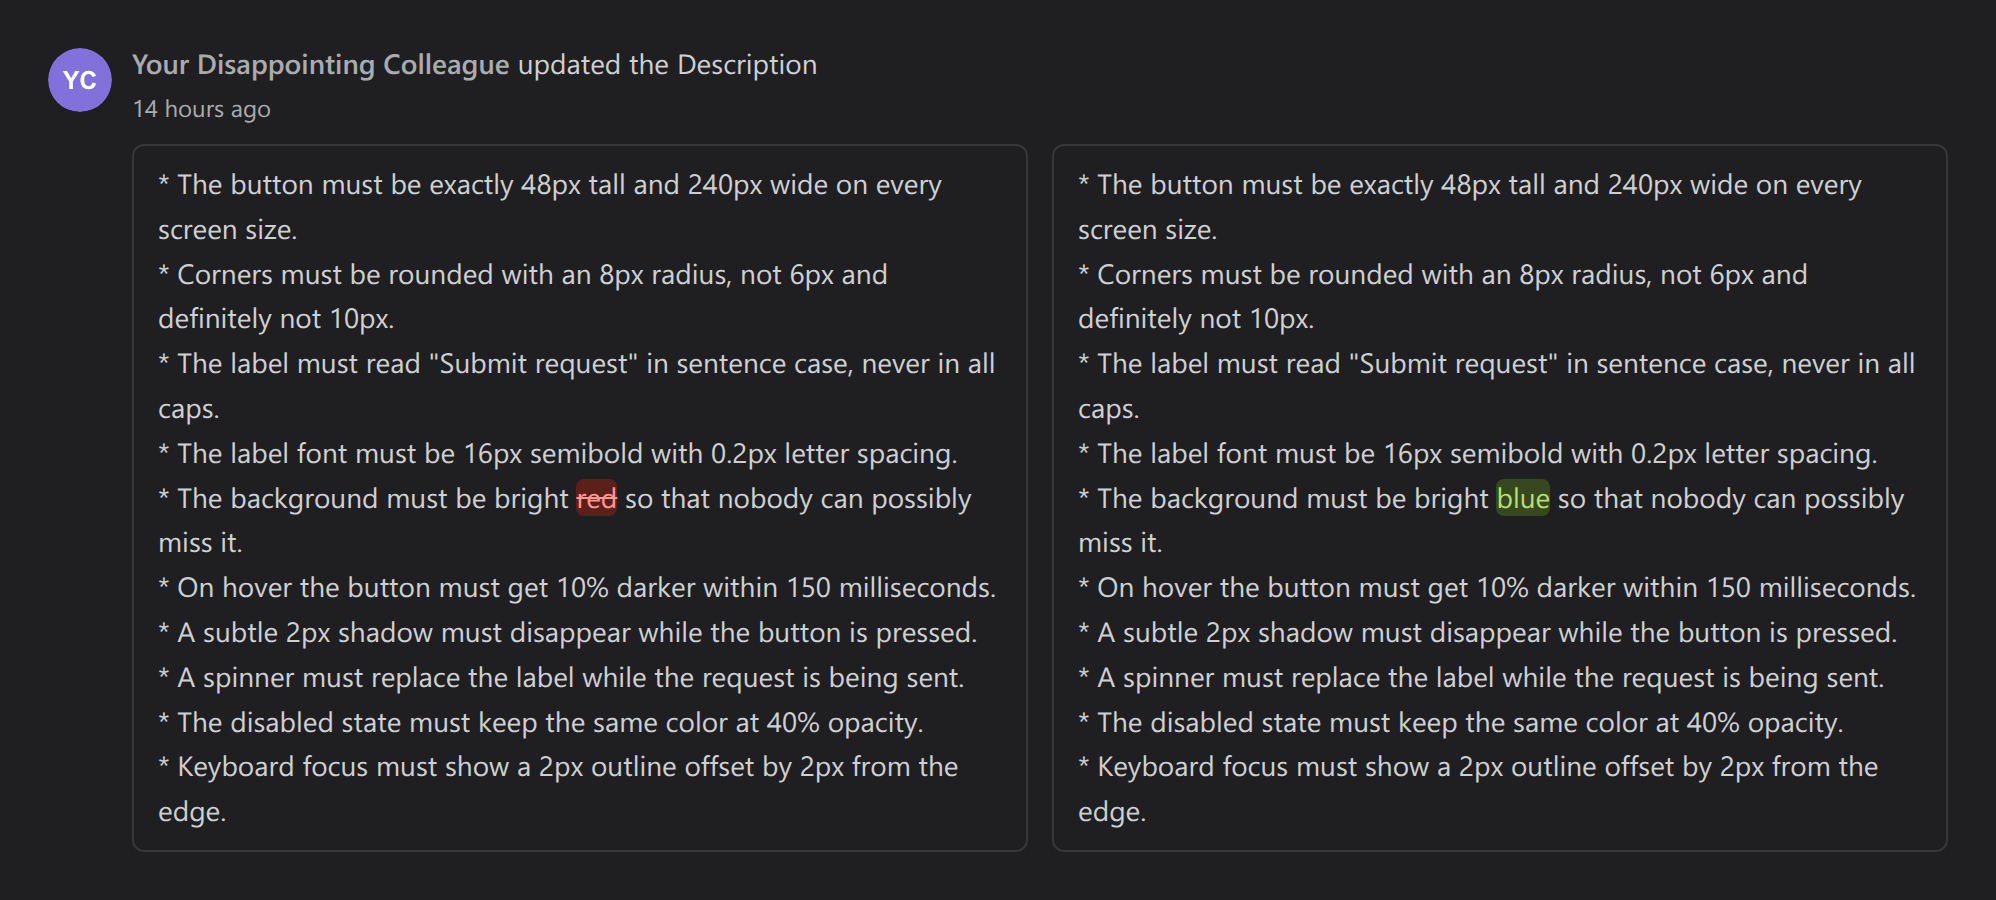 YC
Your Disappointing Colleague updated the Description
14 hours ago
* The button must be exactly 48px tall and 240px wide on every
screen size.
* Corners must be rounded with an 8px radius, not 6px and
definitely not 10px.
* The label must read "Submit request" in sentence case, never in all
caps.
* The label font must be 16px semibold with 0.2px letter spacing.
* The background must be bright red so that nobody can possibly
miss it.
* On hover the button must get 10% darker within 150 milliseconds.
* A subtle 2px shadow must disappear while the button is pressed.
* A spinner must replace the label while the request is being sent.
* The disabled state must keep the same color at 40% opacity.
* Keyboard focus must show a 2px outline offset by 2px from the
edge.
* The button must be exactly 48px tall and 240px wide on every
screen size.
* Corners must be rounded with an 8px radius, not 6px and
definitely not 10px.
* The label must read "Submit request" in sentence case, never in all
caps.
* The label font must be 16px semibold with 0.2px letter spacing.
* The background must be bright blue so that nobody can possibly
miss it.
* On hover the button must get 10% darker within 150 milliseconds.
* A subtle 2px shadow must disappear while the button is pressed.
* A spinner must replace the label while the request is being sent.
* The disabled state must keep the same color at 40% opacity.
* Keyboard focus must show a 2px outline offset by 2px from the
edge.